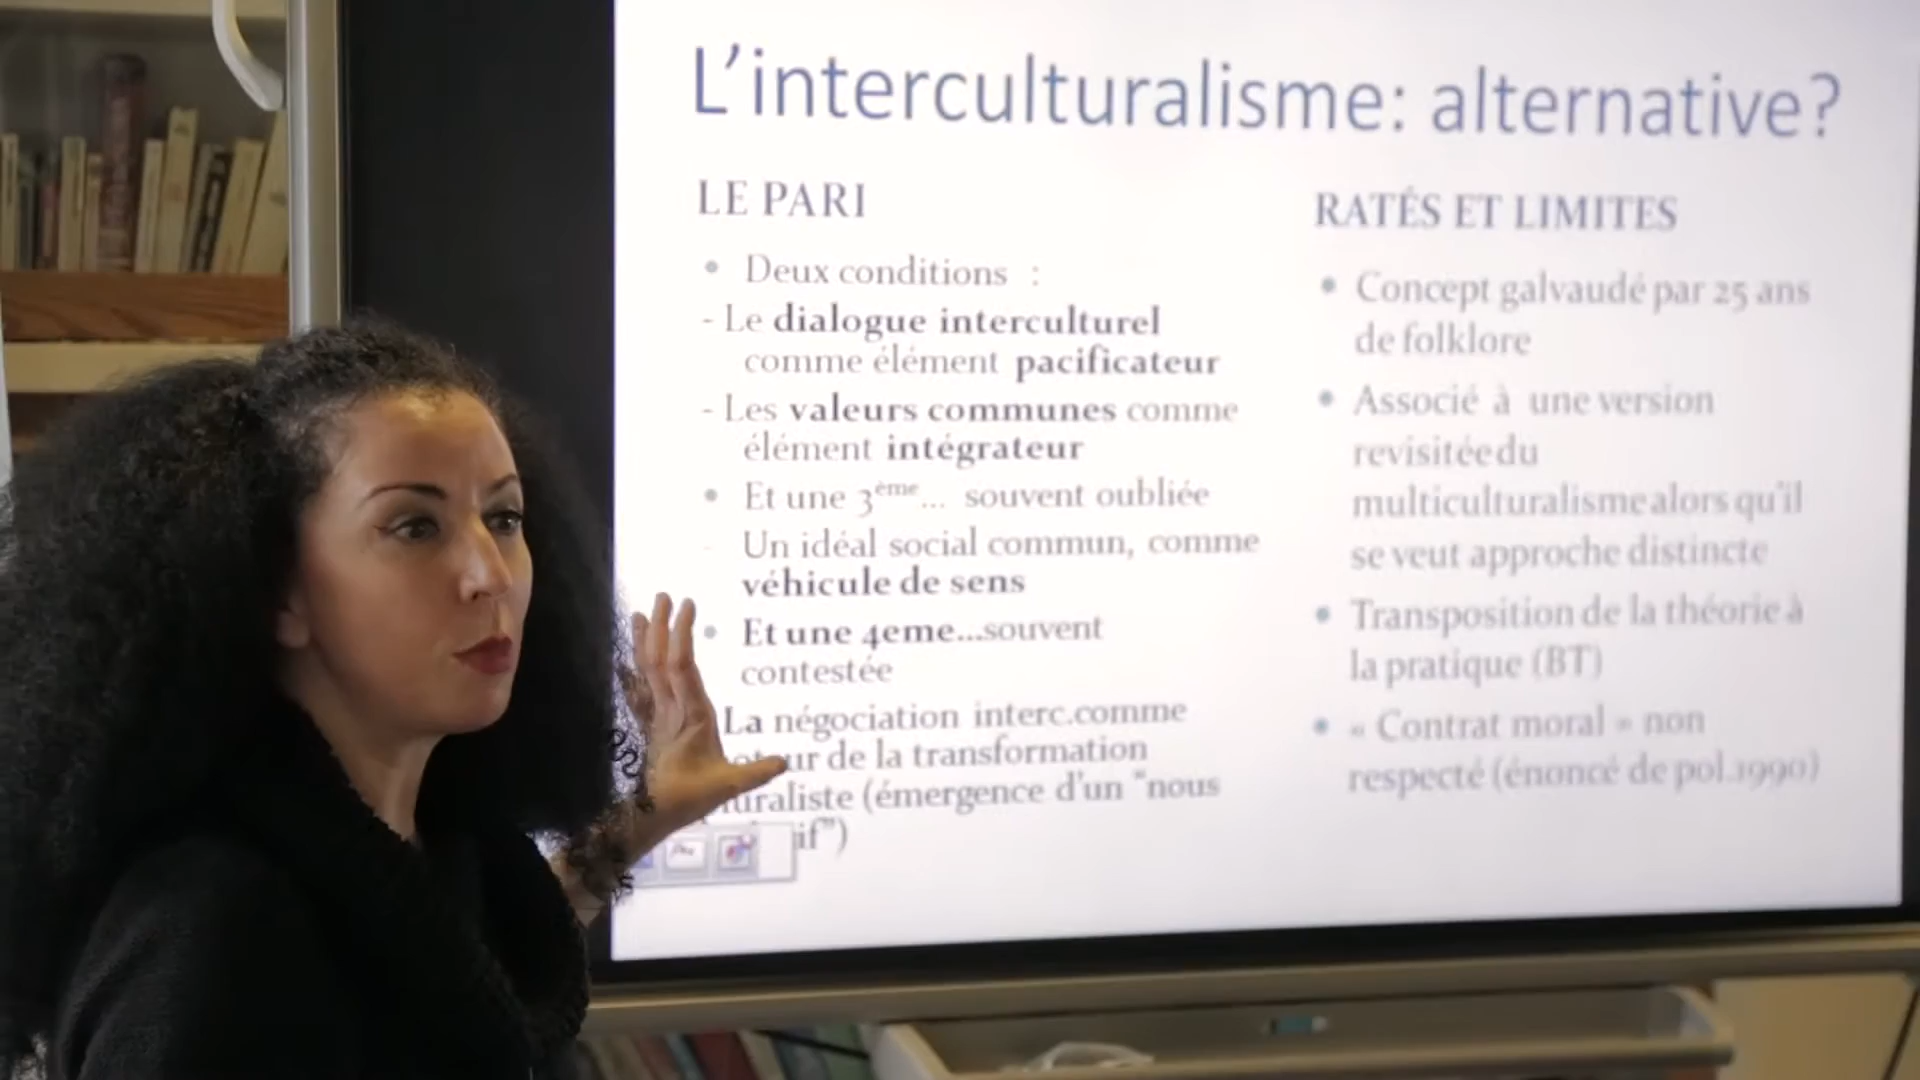 L'interculturalisme: alternative?
LE PARI
• Deux conditions :
- Le dialogue interculturel
comme élément pacificateur
- Les valeurs communes comme
élément intégrateur
• Et une 3ème... souvent oubliée
- Un idéal social commun, comme
véhicule de sens
• Et une 4eme...souvent
contestée
La négociation interc.comme
de la transformation
(émergence d'un "nous
RATÉS ET LIMITES
• Concept galvaudé par 25 ans
de folklore
• Associé à une version
revisitée du
multiculturalisme alors qu'il
se veut approche distincte
• Transposition de la théorie à
la pratique (BT)
• « Contrat moral » non
respecté (énoncé de pol.1990)